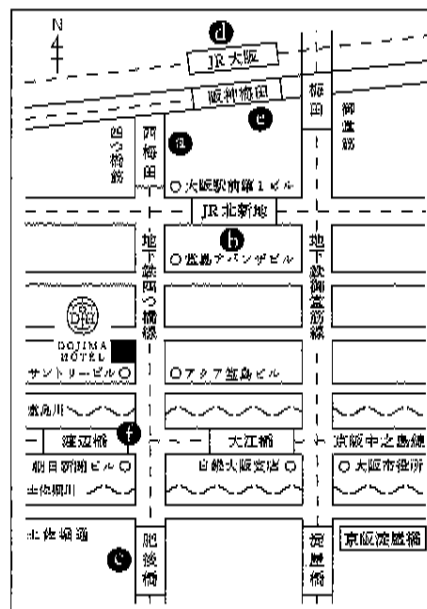 N
d
JR大阪
阪神梅田
e
梅田
御堂筋
四つ橋筋
西梅田
a
大阪駅前第1ビル
JR北新地
b
堂島アバンザビル
地下鉄四つ橋線
地下鉄御堂筋線
DOJIMA
HOTEL
サントリービル
アクア堂島ビル
堂島川
渡辺橋
f
大江橋
京阪中之島線
朝日新聞ビル
日銀大阪支店
大阪市役所
土佐堀川
土佐堀通
肥後橋
淀屋橋
京阪淀屋橋
c